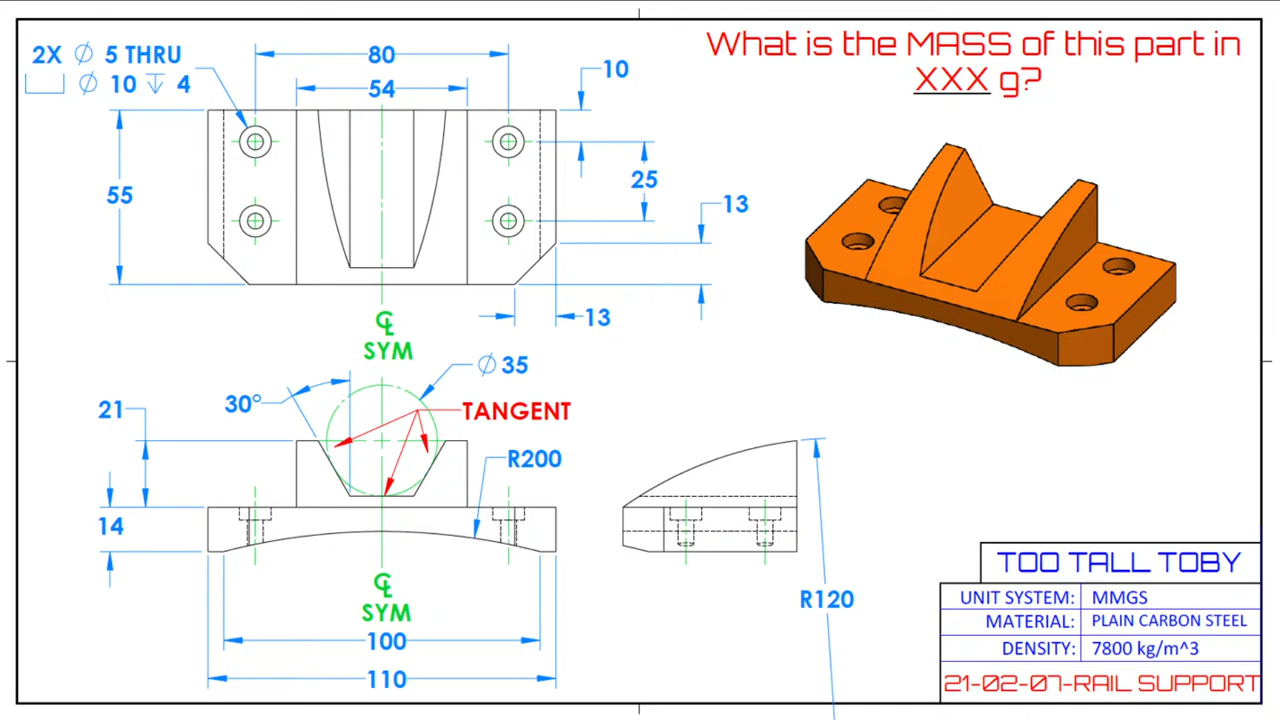 What is the MASS of this part in
XXX g?
2X ∅ 5 THRU
⌴ ∅ 10 ↧ 4
80
54
10
55
25
13
13
℄
SYM
∅ 35
30°
TANGENT
21
R200
14
℄
SYM
R120
100
110
TOO TALL TOBY
UNIT SYSTEM: MMGS
MATERIAL: PLAIN CARBON STEEL
DENSITY: 7800 kg/m^3
21-02-07-RAIL SUPPORT